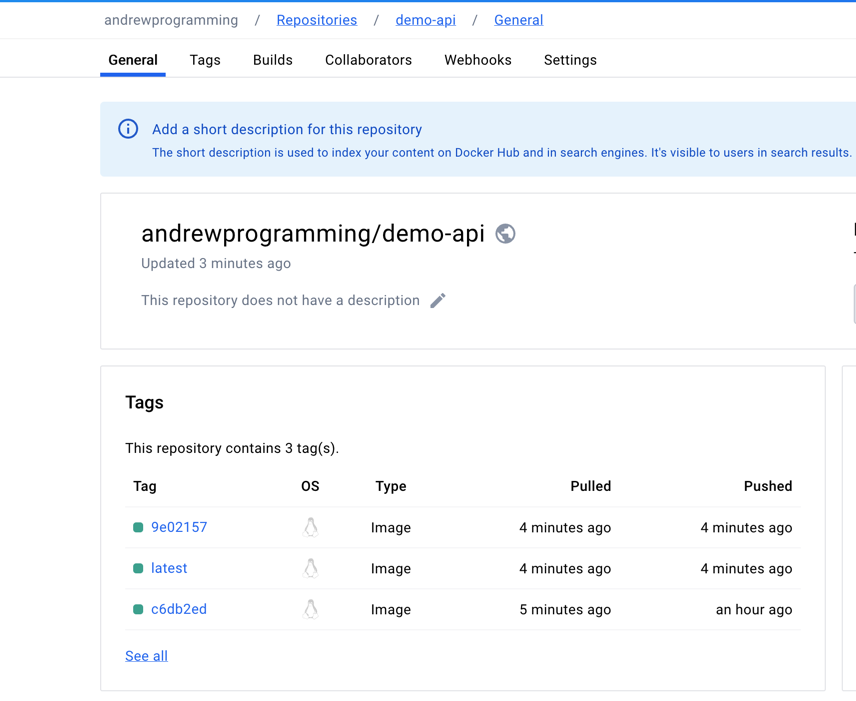 andrewprogramming / Repositories / demo-api / General
General Tags Builds Collaborators Webhooks Settings
Add a short description for this repository
The short description is used to index your content on Docker Hub and in search engines. It's visible to users in search results.
andrewprogramming/demo-api
Updated 3 minutes ago
This repository does not have a description
Tags
This repository contains 3 tag(s).
Tag OS Type Pulled Pushed
9e02157 Image 4 minutes ago 4 minutes ago
latest Image 4 minutes ago 4 minutes ago
c6db2ed Image 5 minutes ago an hour ago
See all